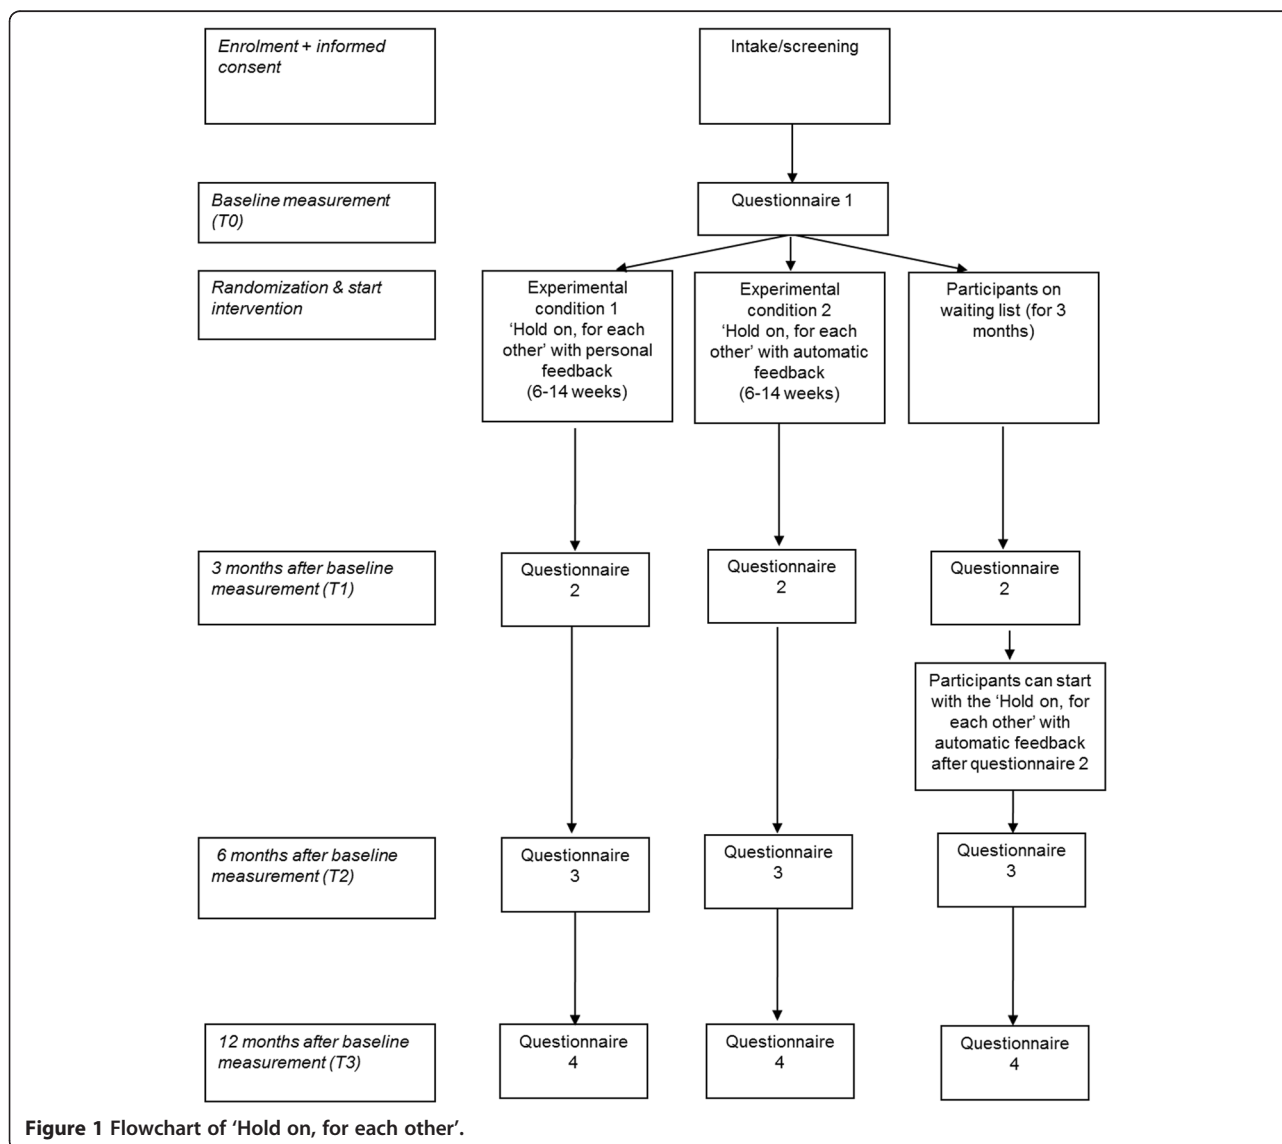 Enrolment + informed
consent
Intake/screening
Baseline measurement
(T0)
Questionnaire 1
Randomization & start
intervention
Experimental
condition 1
‘Hold on, for each
other’ with personal
feedback
(6-14 weeks)
Experimental
condition 2
‘Hold on, for each
other’ with automatic
feedback
(6-14 weeks)
Participants on
waiting list (for 3
months)
3 months after baseline
measurement (T1)
Questionnaire
2
Questionnaire
2
Questionnaire
2
Participants can start
with the ‘Hold on, for
each other’ with
automatic feedback
after questionnaire 2
6 months after baseline
measurement (T2)
Questionnaire
3
Questionnaire
3
Questionnaire
3
12 months after baseline
measurement (T3)
Questionnaire
4
Questionnaire
4
Questionnaire
4
Figure 1 Flowchart of ‘Hold on, for each other’.